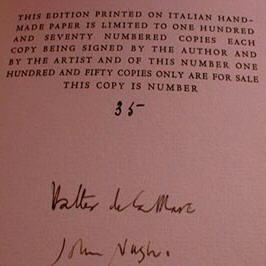 THIS EDITION PRINTED ON ITALIAN HAND-
MADE PAPER IS LIMITED TO ONE HUNDRED
AND SEVENTY NUMBERED COPIES EACH
COPY BEING SIGNED BY THE AUTHOR AND
BY THE ARTIST AND OF THIS NUMBER ONE
HUNDRED AND FIFTY COPIES ONLY ARE FOR SALE
THIS COPY IS NUMBER
35
Walter de la Mare
John Nash.